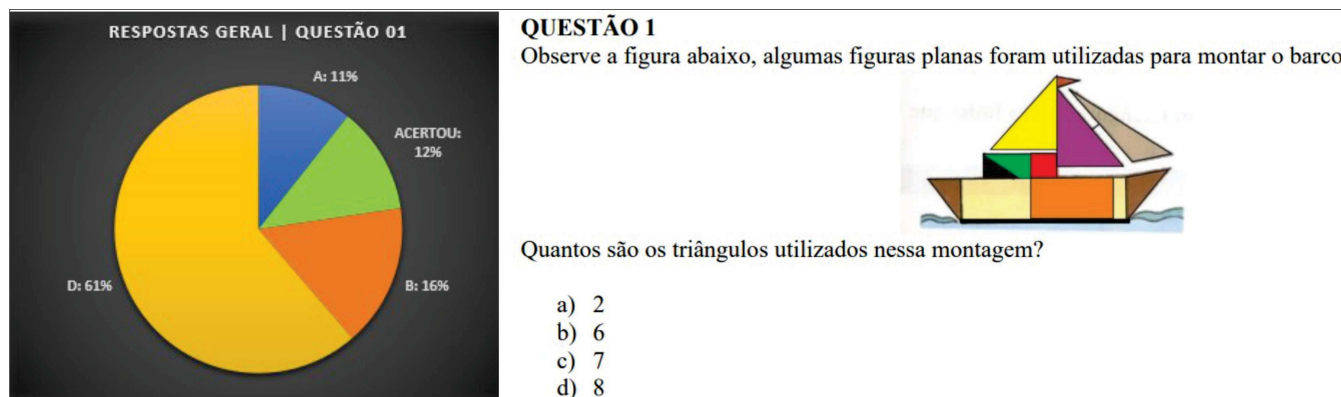 RESPOSTAS GERAL | QUESTÃO 01
A: 11%
ACERTOU:
12%
B: 16%
D: 61%
QUESTÃO 1
Observe a figura abaixo, algumas figuras planas foram utilizadas para montar o barco
Quantos são os triângulos utilizados nessa montagem?
a) 2
b) 6
c) 7
d) 8